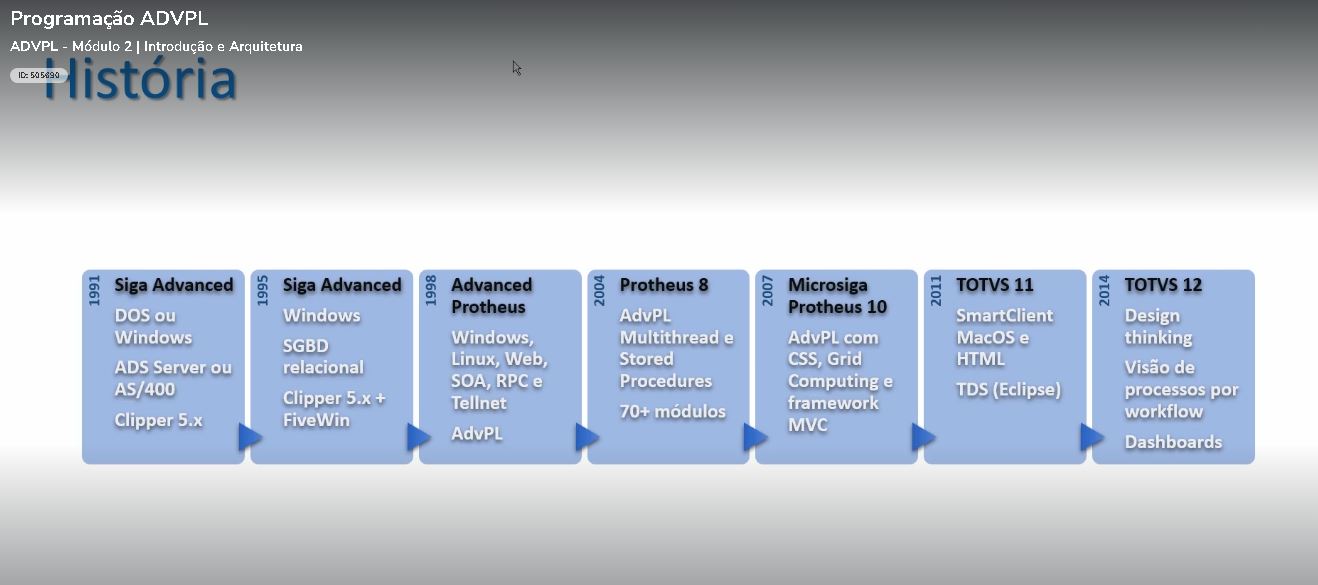 Programação ADVPL
ADVPL - Módulo 2 | Introdução e Arquitetura
ID: 505690
História
1991
Siga Advanced
DOS ou
Windows
ADS Server ou
AS/400
Clipper 5.x
1995
Siga Advanced
Windows
SGBD
relacional
Clipper 5.x +
FiveWin
1998
Advanced
Protheus
Windows,
Linux, Web,
SOA, RPC e
Tellnet
AdvPL
2004
Protheus 8
AdvPL
Multithread e
Stored
Procedures
70+ módulos
2007
Microsiga
Protheus 10
AdvPL com
CSS, Grid
Computing e
framework
MVC
2011
TOTVS 11
SmartClient
MacOS e
HTML
TDS (Eclipse)
2014
TOTVS 12
Design
thinking
Visão de
processos por
workflow
Dashboards